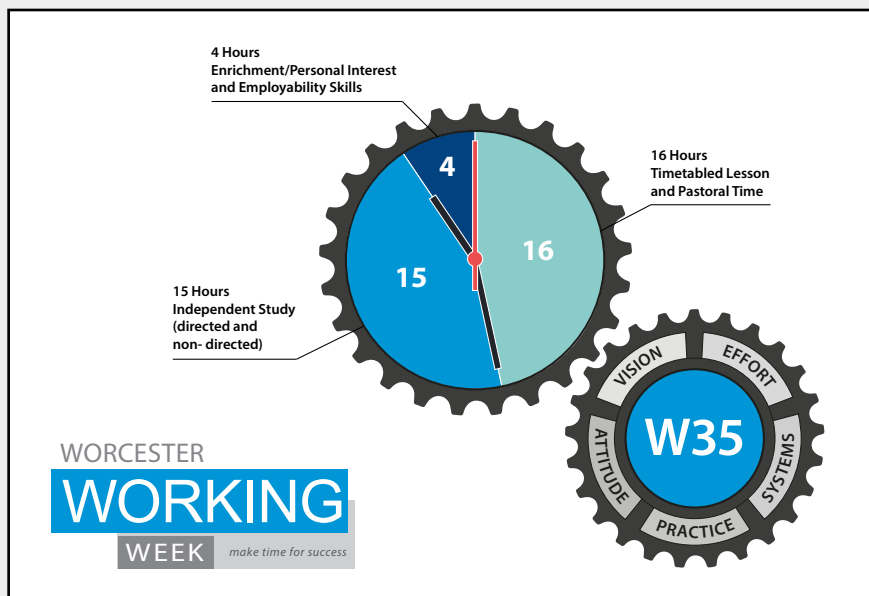 4 Hours
Enrichment/Personal Interest
and Employability Skills
4
16 Hours
Timetabled Lesson
and Pastoral Time
16
15
15 Hours
Independent Study
(directed and
non- directed)
VISION
EFFORT
ATTITUDE
W35
SYSTEMS
PRACTICE
WORCESTER
WORKING
WEEK make time for success